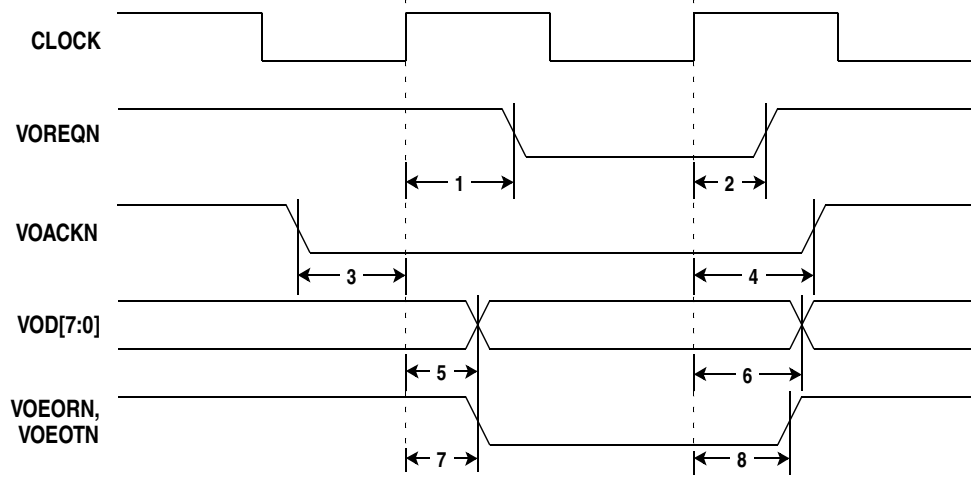 CLOCK
VOREQN
1
2
VOACKN
3
4
VOD[7:0]
5
6
VOEORN,
VOEOTN
7
8